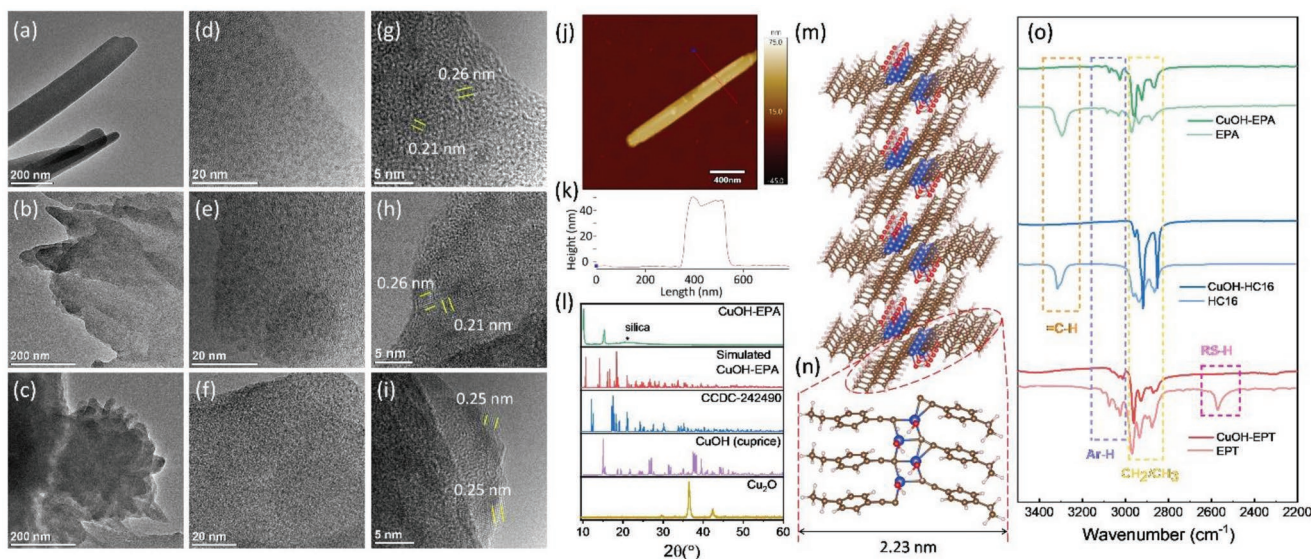 (a)
200 nm
(b)
200 nm
(c)
200 nm
(d)
20 nm
(e)
20 nm
(f)
20 nm
(g)
0.26 nm
0.21 nm
5 nm
(h)
0.26 nm
0.21 nm
5 nm
(i)
0.25 nm
0.25 nm
5 nm
(j)
nm
75.0
15.0
-45.0
400nm
(k)
Height (nm)
40
20
0
0 200 400 600
Length (nm)
(l)
CuOH-EPA
silica
Simulated
CuOH-EPA
CCDC-242490
CuOH (cuprice)
Cu₂O
10 20 30 40 50 60
2θ(°)
(m)
(n)
2.23 nm
(o)
CuOH-EPA
EPA
CuOH-HC16
HC16
≡C-H
RS-H
CuOH-EPT
EPT
Ar-H
CH₂/CH₃
3400 3200 3000 2800 2600 2400 2200
Wavenumber (cm⁻¹)